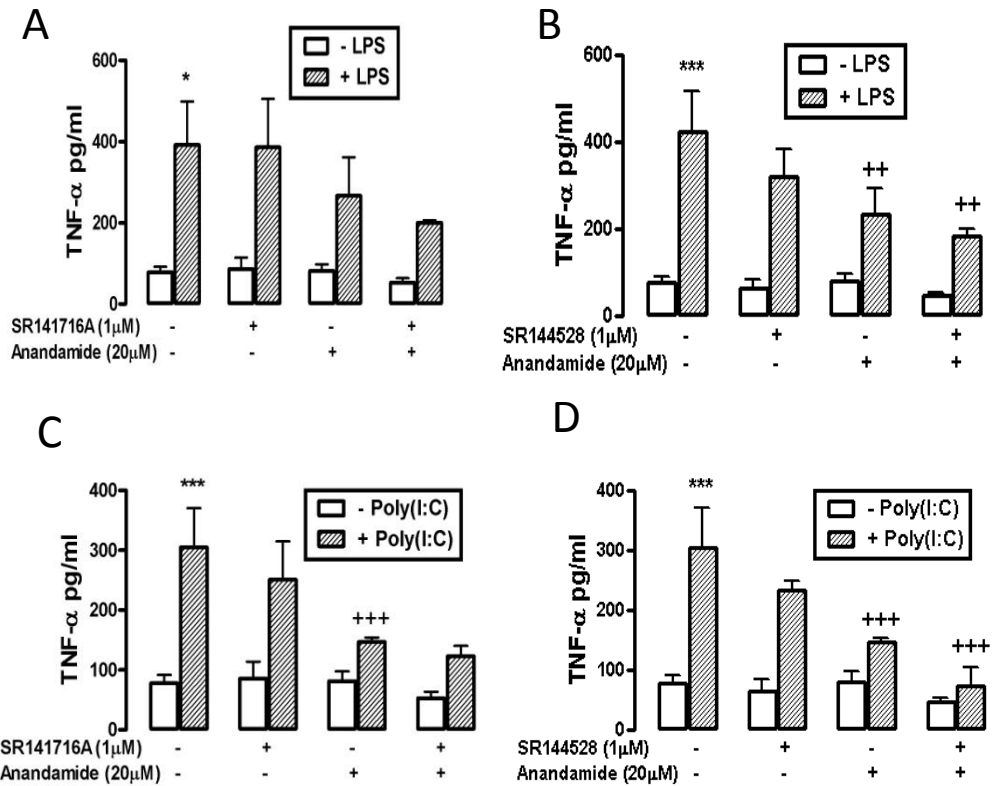 A
- LPS
+ LPS
TNF-α pg/ml
600
400
200
0
*
SR141716A (1μM) - + - +
Anandamide (20μM) - - + +
B
- LPS
+ LPS
TNF-α pg/ml
600
400
200
0
***
++
++
SR144528 (1μM) - + - +
Anandamide (20μM) - - + +
C
- Poly(I:C)
+ Poly(I:C)
TNF-α pg/ml
400
300
200
100
0
***
+++
SR141716A (1μM) - + - +
Anandamide (20μM) - - + +
D
- Poly(I:C)
+ Poly(I:C)
TNF-α pg/ml
400
300
200
100
0
***
+++
+++
SR144528 (1μM) - + - +
Anandamide (20μM) - - + +